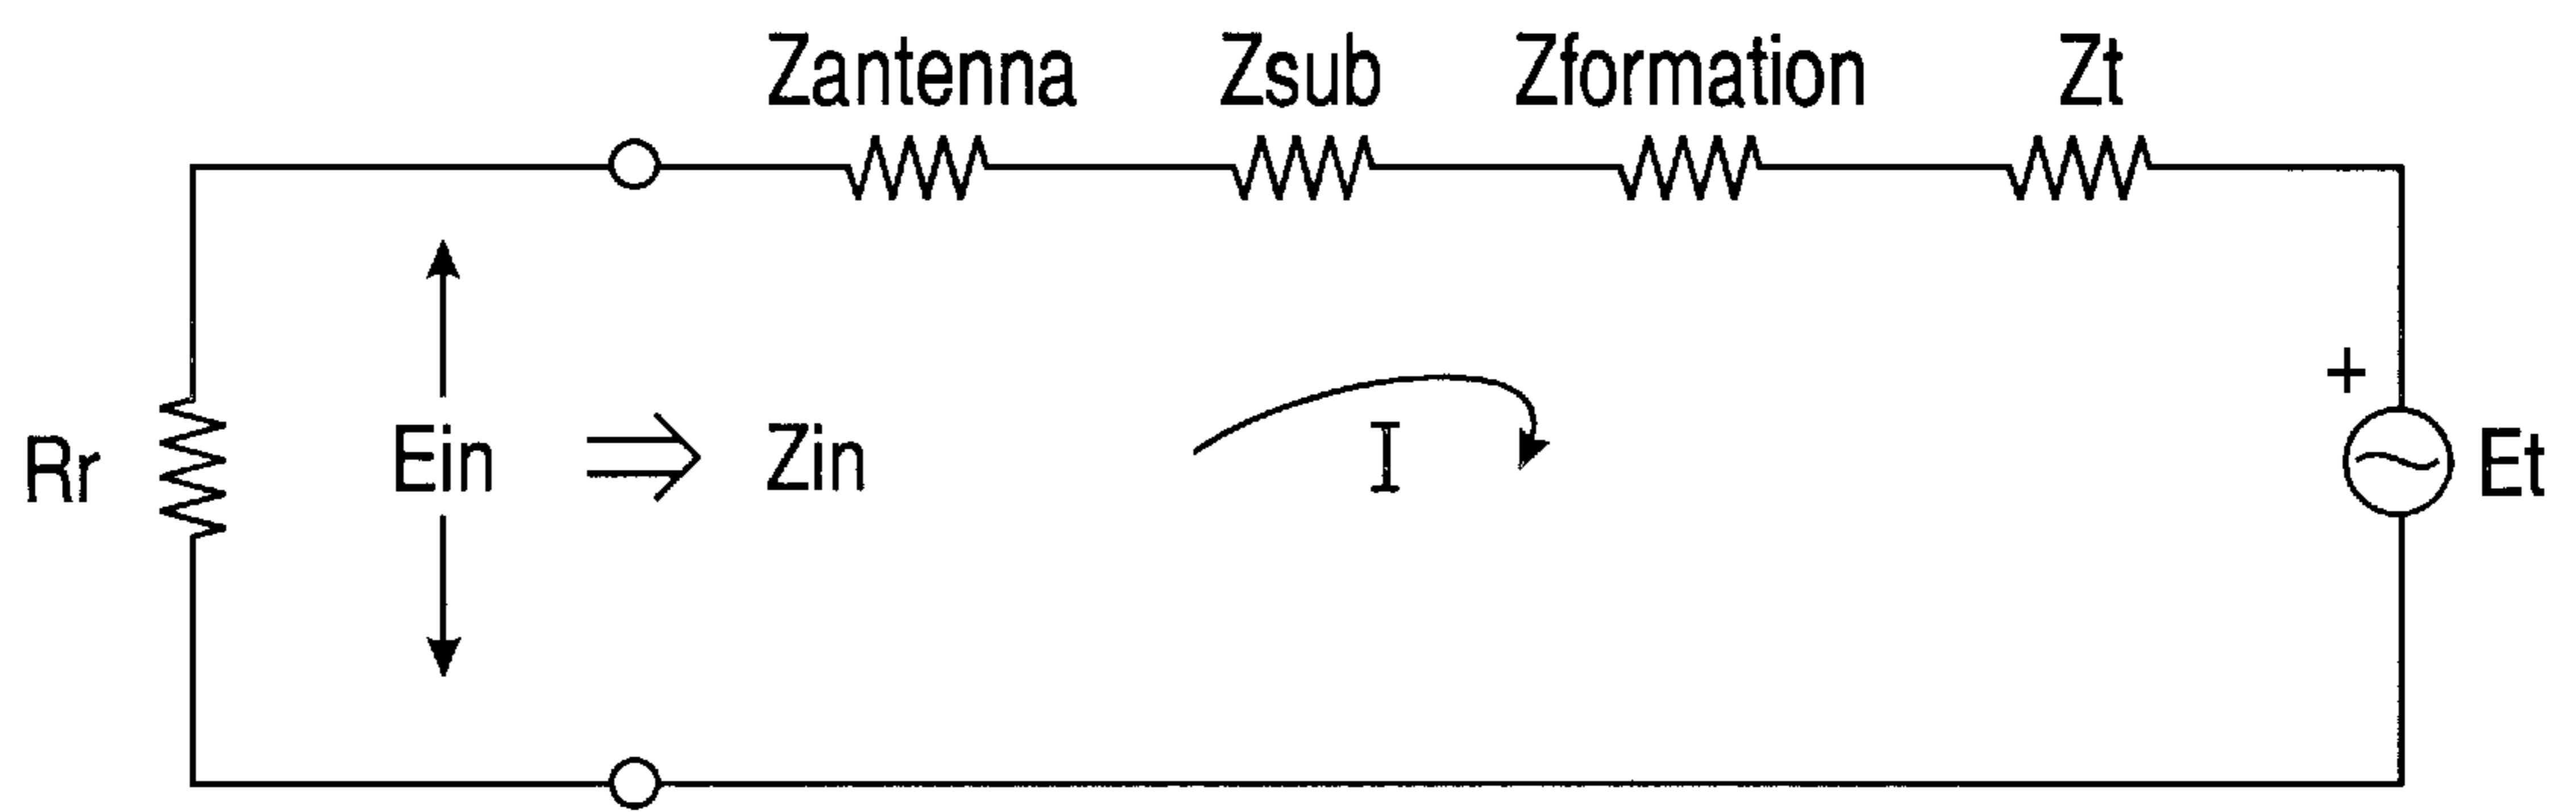 Zantenna Zsub Zformation Zt
+
Rr Ein Zin I Et